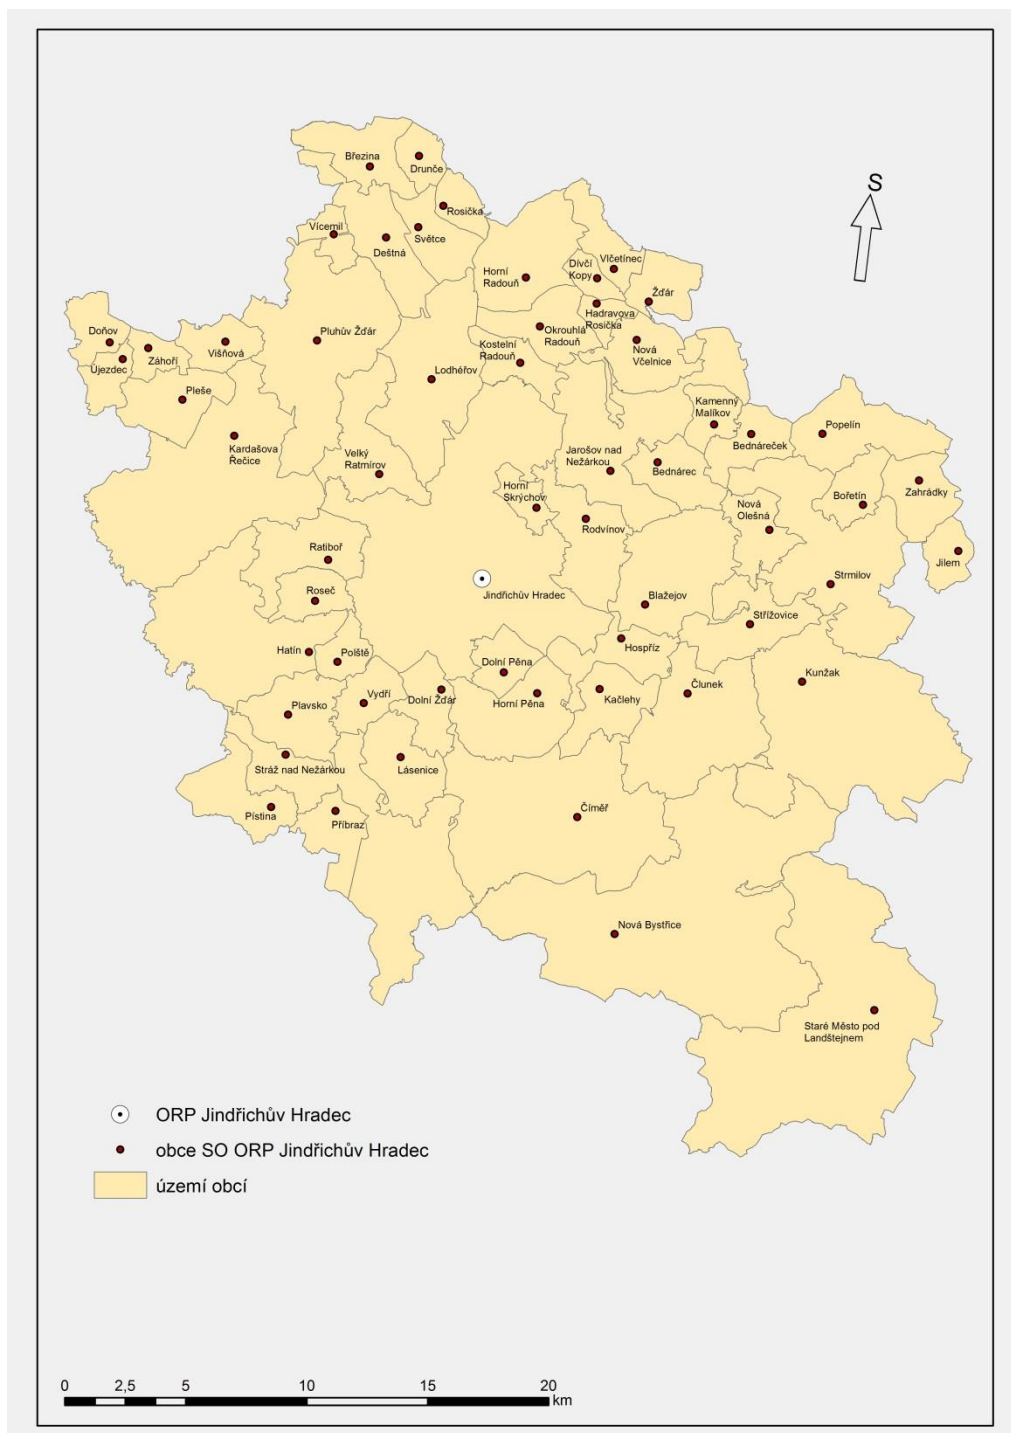 Březina
Drunče
S
Rosička
Vícemil
Světce
Deštná
Vlčetínec
Dívčí
Kopy
Horní
Radouň
Žďár
Hadravova
Rosička
Doňov
Záhoří
Višňová
Pluhův Žďár
Okrouhlá
Radouň
Kostelní
Radouň
Nová
Včelnice
Újezdec
Lodhéřov
Pleše
Kamenný
Malíkov
Kardašova
Řečice
Velký
Ratmírov
Jarošov nad
Nežárkou
Bednáreček
Popelín
Bednárec
Horní
Skrýchov
Bořetín
Zahrádky
Nová
Olešná
Rodvínov
Ratiboř
Jilem
Strmilov
Roseč
Jindřichův Hradec
Blažejov
Střížovice
Hatín
Polště
Hospříz
Dolní Pěna
Kunžak
Vydří
Dolní Žďár
Horní Pěna
Kačlehy
Člunek
Plavsko
Stráž nad Nežárkou
Lásenice
Pístina
Příbraz
Číměř
Nová Bystřice
Staré Město pod
Landštejnem
ORP Jindřichův Hradec
obce SO ORP Jindřichův Hradec
území obcí
0 2,5 5 10 15 20
km